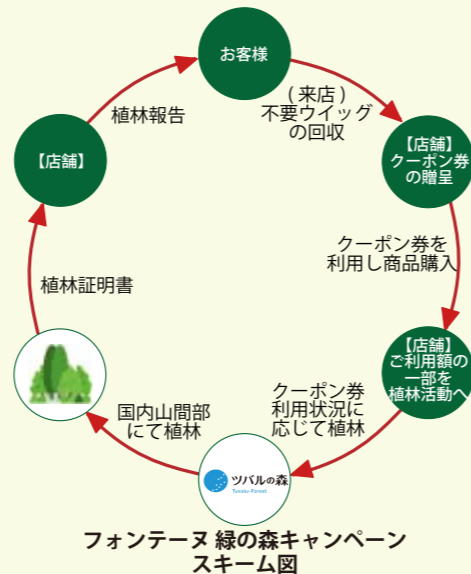 お客様
(来店)
不要ウイッグ
の回収
【店舗】
クーポン券
の贈呈
クーポン券を
利用し商品購入
【店舗】
ご利用額の
一部を
植林活動へ
クーポン券
利用状況に
応じて植林
ツバルの森
Tuvalu-Forest
国内山間部
にて植林
植林証明書
【店舗】
植林報告
フォンテーヌ 緑の森キャンペーン
スキーム図